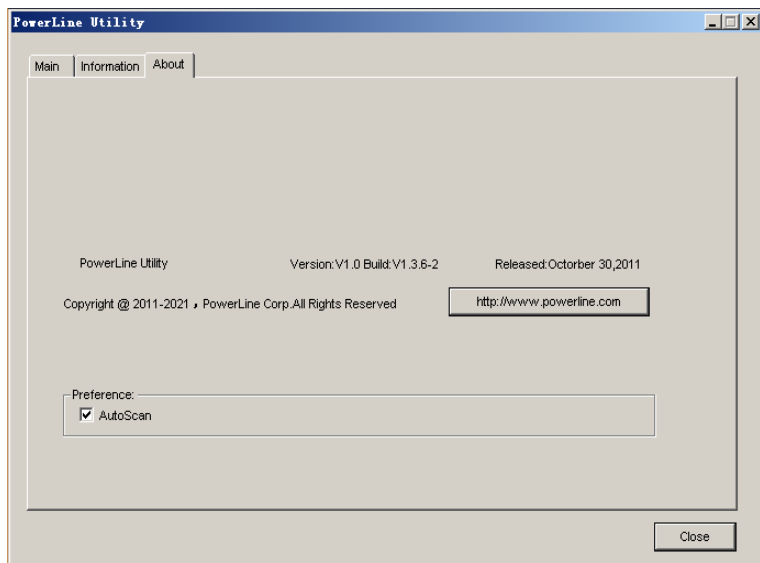 PowerLine Utility
Main Information About
PowerLine Utility Version:V1.0 Build:V1.3.6-2 Released:Octorber 30,2011
Copyright @ 2011-2021，PowerLine Corp.All Rights Reserved http://www.powerline.com
Preference:
AutoScan
Close